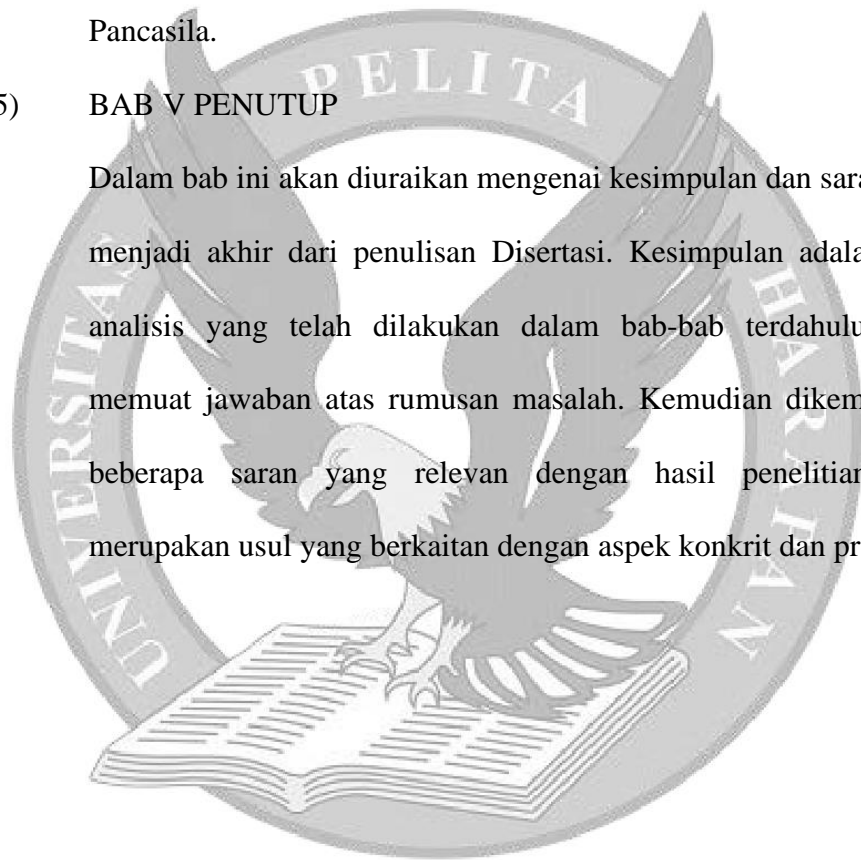 Pancasila.
5) BAB V PENUTUP
Dalam bab ini akan diuraikan mengenai kesimpulan dan sara
menjadi akhir dari penulisan Disertasi. Kesimpulan adala
analisis yang telah dilakukan dalam bab-bab terdahulu
memuat jawaban atas rumusan masalah. Kemudian dikem
beberapa saran yang relevan dengan hasil penelitian
merupakan usul yang berkaitan dengan aspek konkrit dan pr
UNIVERSITAS PELITA HARAPAN